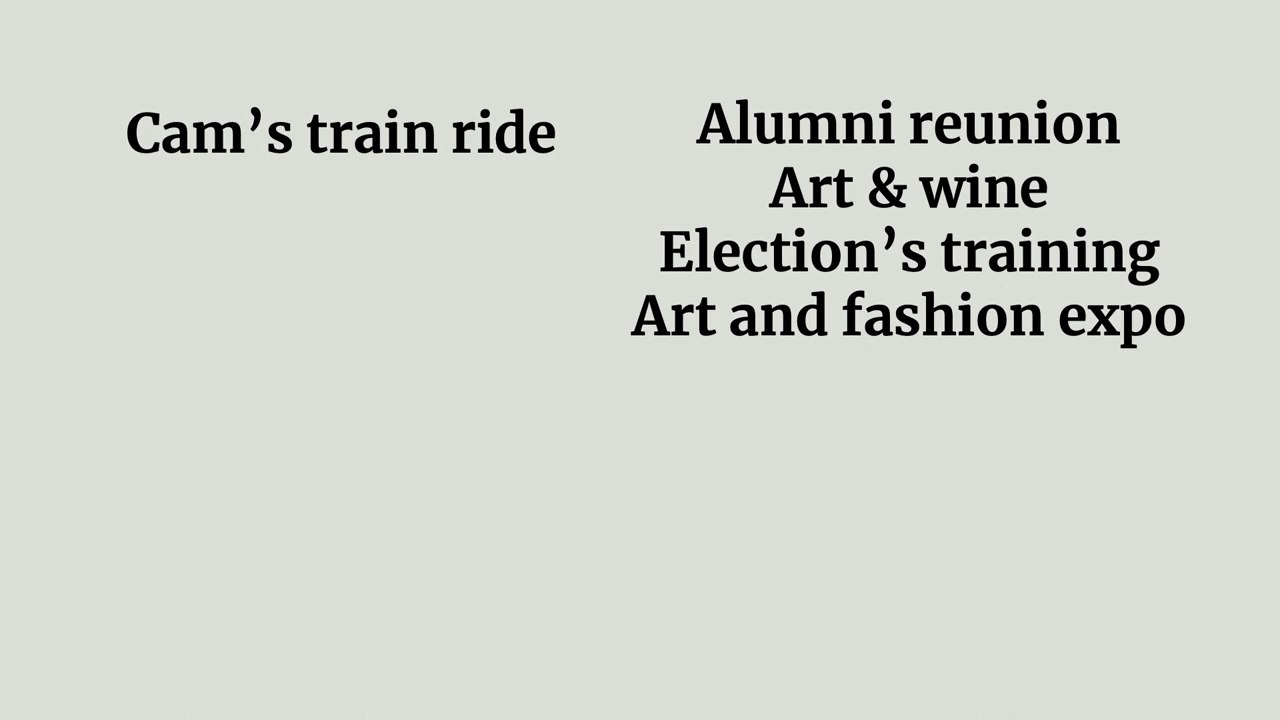 Cam’s train ride
Alumni reunion
Art & wine
Election’s training
Art and fashion expo